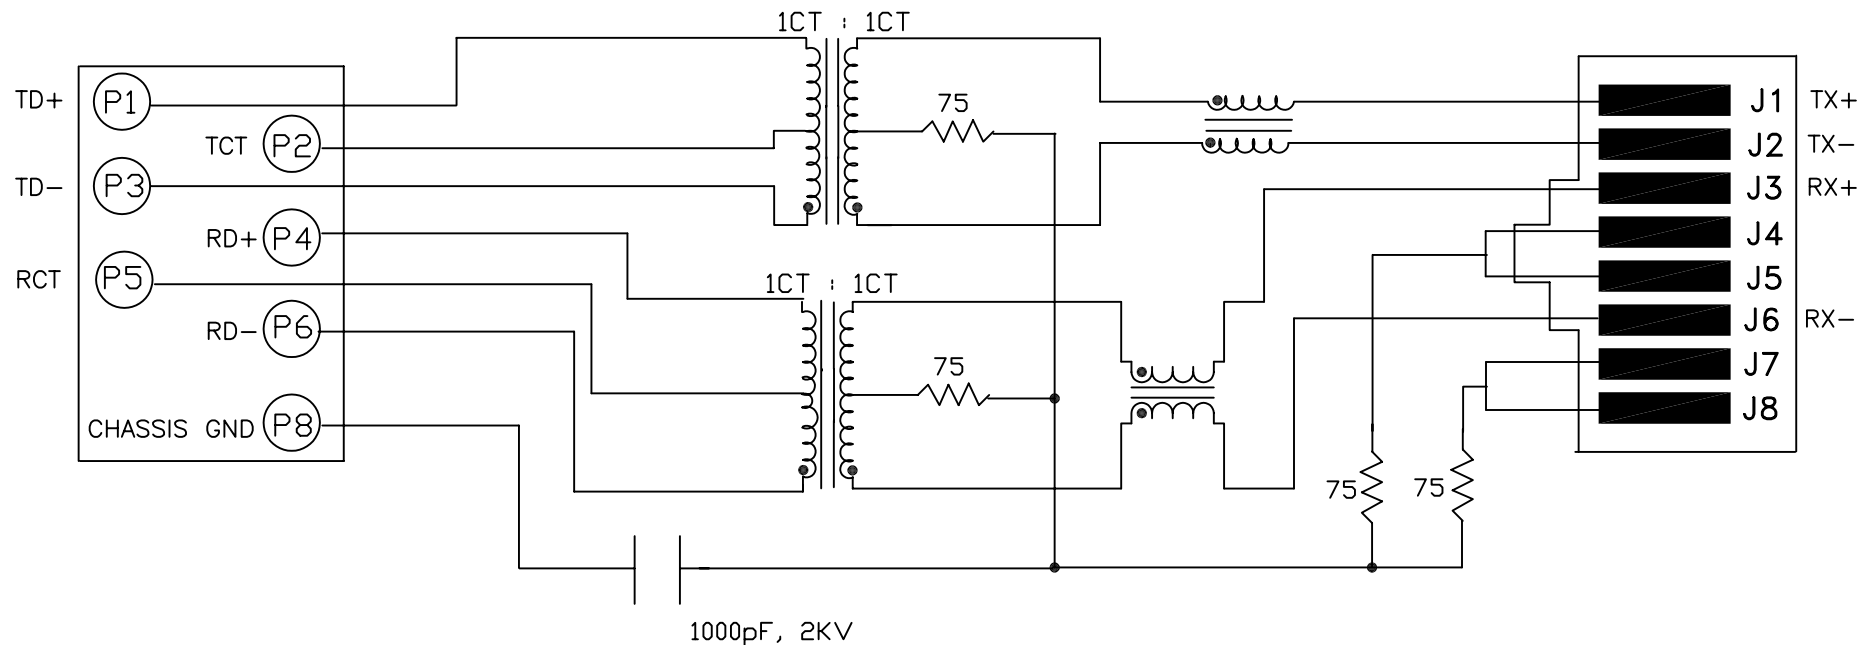 1CT : 1CT
TD+ P1
TCT P2
TD- P3
RD+ P4
RCT P5
RD- P6
CHASSIS GND P8
75
1CT : 1CT
75
75
75
1000pF, 2KV
J1 TX+
J2 TX-
J3 RX+
J4
J5
J6 RX-
J7
J8